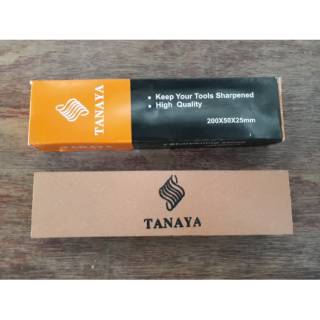 TANAYA
• Keep Your Tools Sharpened
• High Quality
200X50X25mm
TANAYA